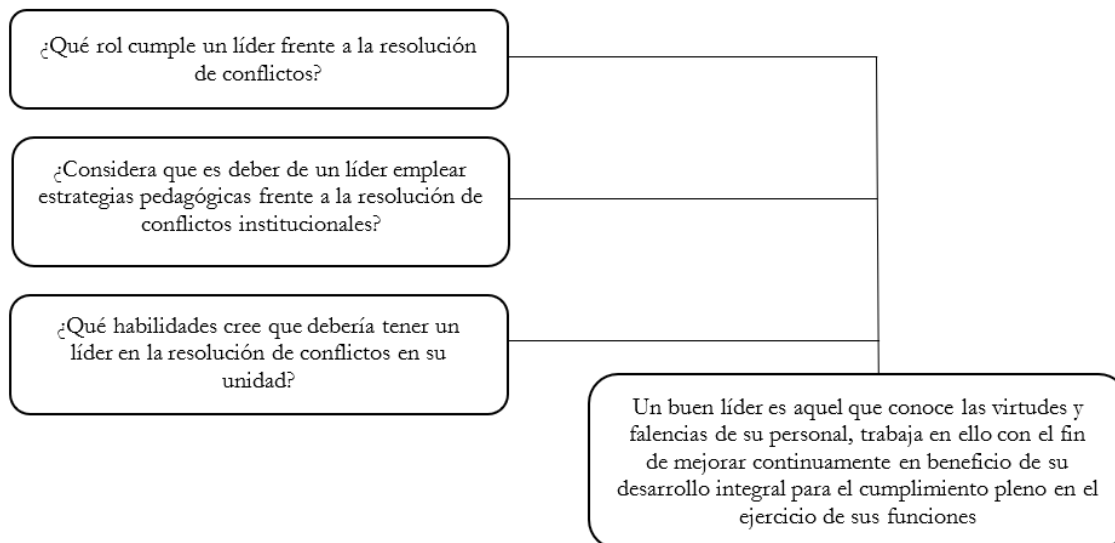 ¿Qué rol cumple un líder frente a la resolución
de conflictos?
¿Considera que es deber de un líder emplear
estrategias pedagógicas frente a la resolución de
conflictos institucionales?
¿Qué habilidades cree que debería tener un
líder en la resolución de conflictos en su
unidad?
Un buen líder es aquel que conoce las virtudes y
falencias de su personal, trabaja en ello con el fin
de mejorar continuamente en beneficio de su
desarrollo integral para el cumplimiento pleno en el
ejercicio de sus funciones